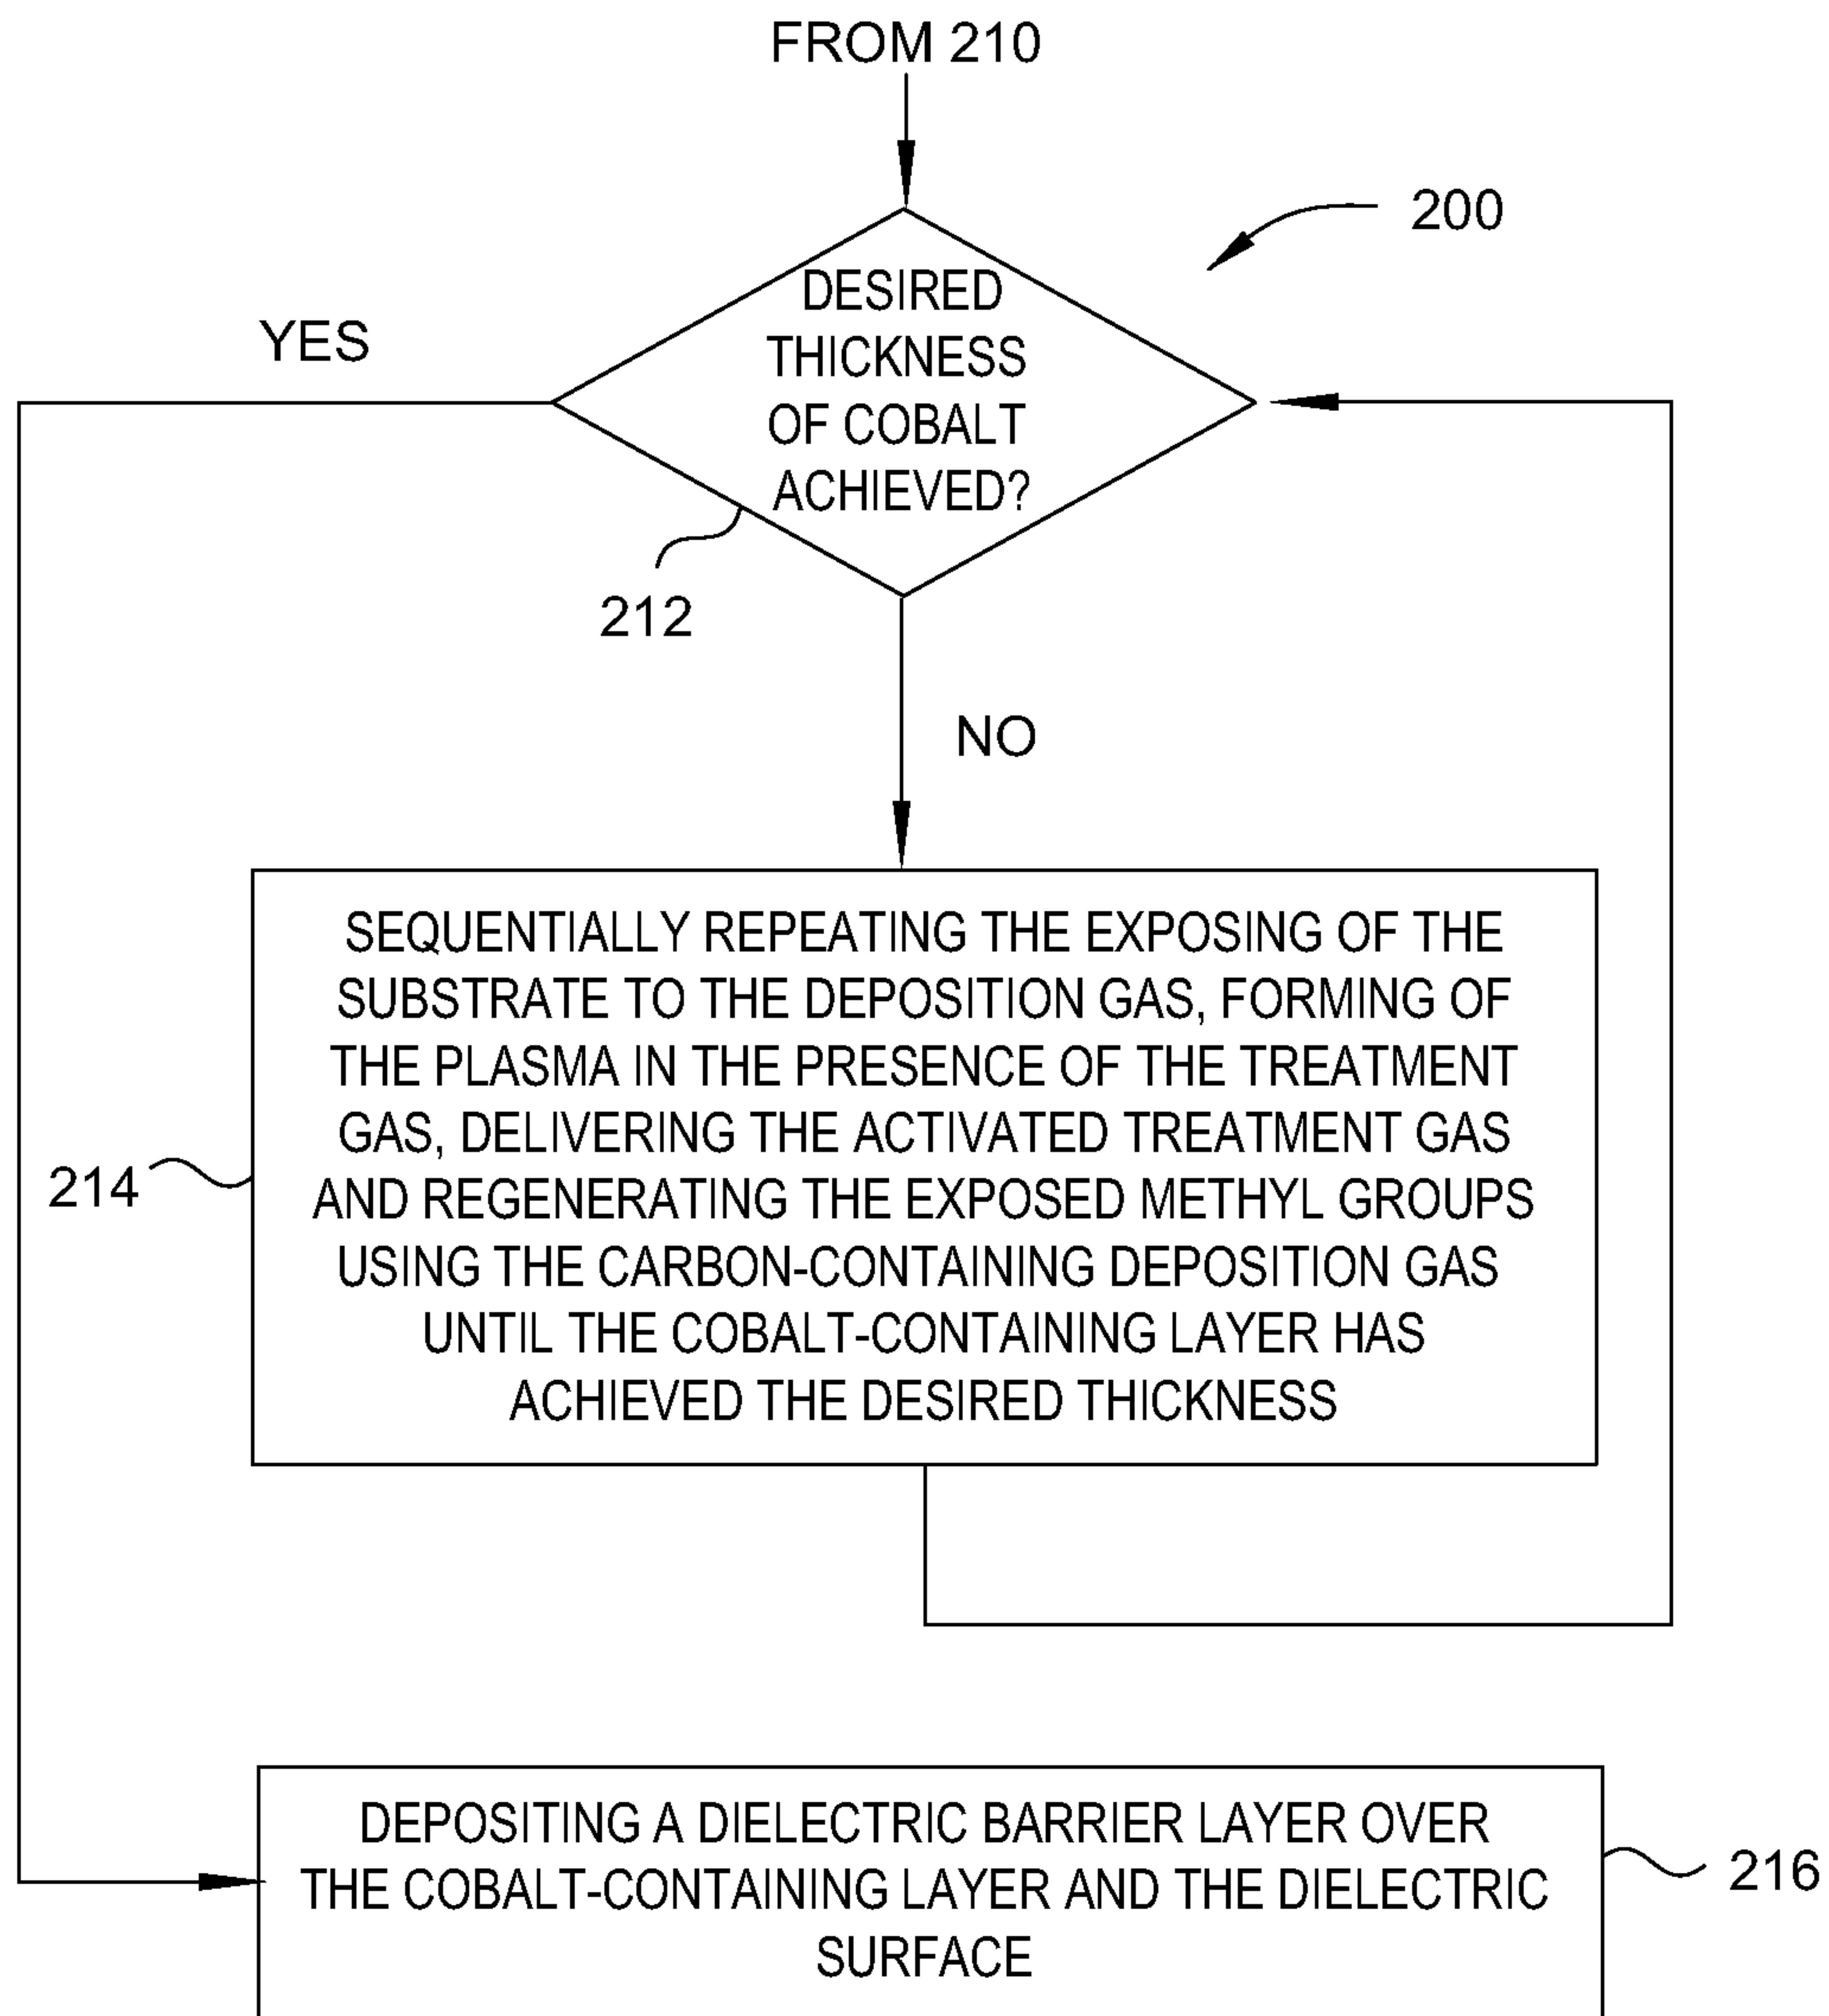 FROM 210
200
DESIRED
THICKNESS
OF COBALT
ACHIEVED?
YES
212
NO
SEQUENTIALLY REPEATING THE EXPOSING OF THE
SUBSTRATE TO THE DEPOSITION GAS, FORMING OF
THE PLASMA IN THE PRESENCE OF THE TREATMENT
GAS, DELIVERING THE ACTIVATED TREATMENT GAS
AND REGENERATING THE EXPOSED METHYL GROUPS
USING THE CARBON-CONTAINING DEPOSITION GAS
UNTIL THE COBALT-CONTAINING LAYER HAS
ACHIEVED THE DESIRED THICKNESS
214
DEPOSITING A DIELECTRIC BARRIER LAYER OVER
THE COBALT-CONTAINING LAYER AND THE DIELECTRIC
SURFACE
216